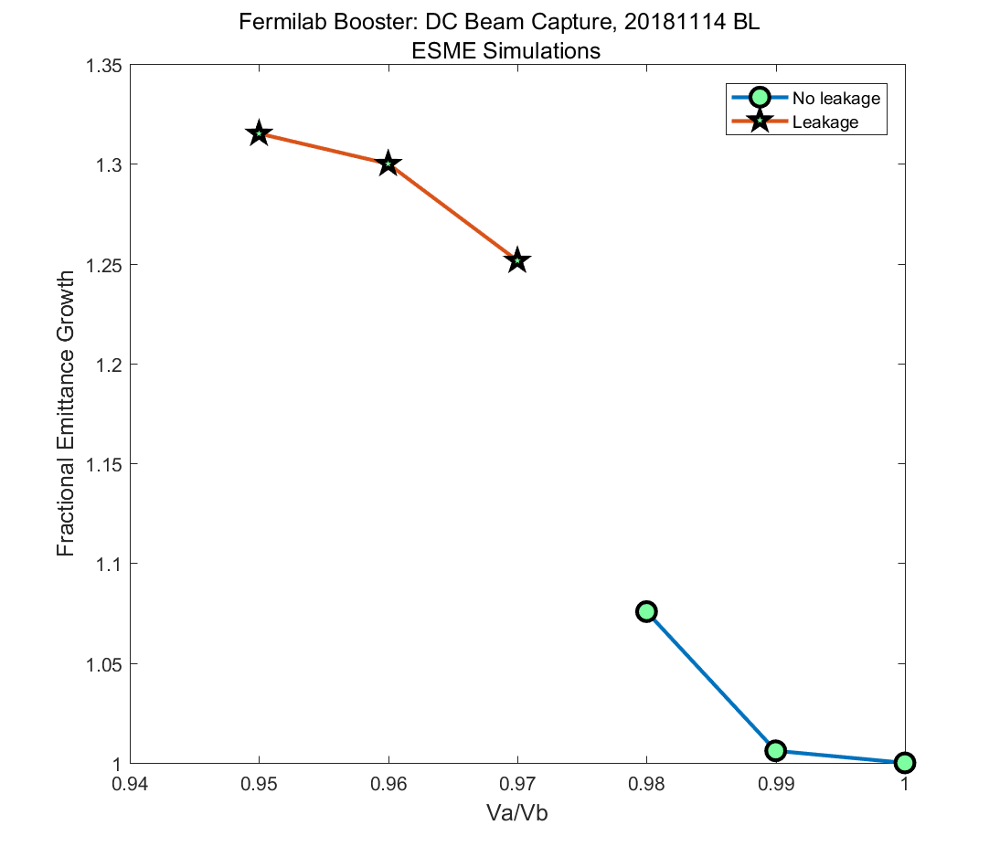 Fermilab Booster: DC Beam Capture, 20181114 BL
ESME Simulations
1.35
1.3
1.25
1.2
1.15
1.1
1.05
1
Fractional Emittance Growth
No leakage
Leakage
0.94 0.95 0.96 0.97 0.98 0.99 1
Va/Vb